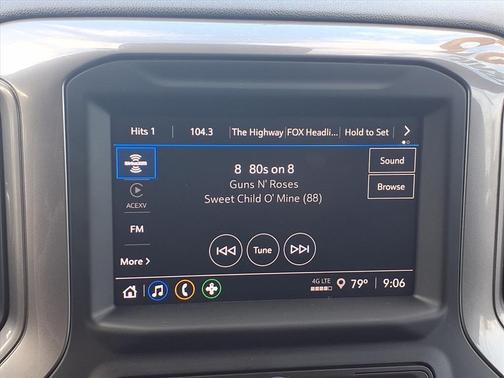 Hits 1 104.3 The Highway FOX Headli... Hold to Set >
8 80s on 8
Guns N' Roses
Sweet Child O' Mine (88)
Sound
Browse
ACEXV
FM
More >
Tune
4G LTE 79° 9:06